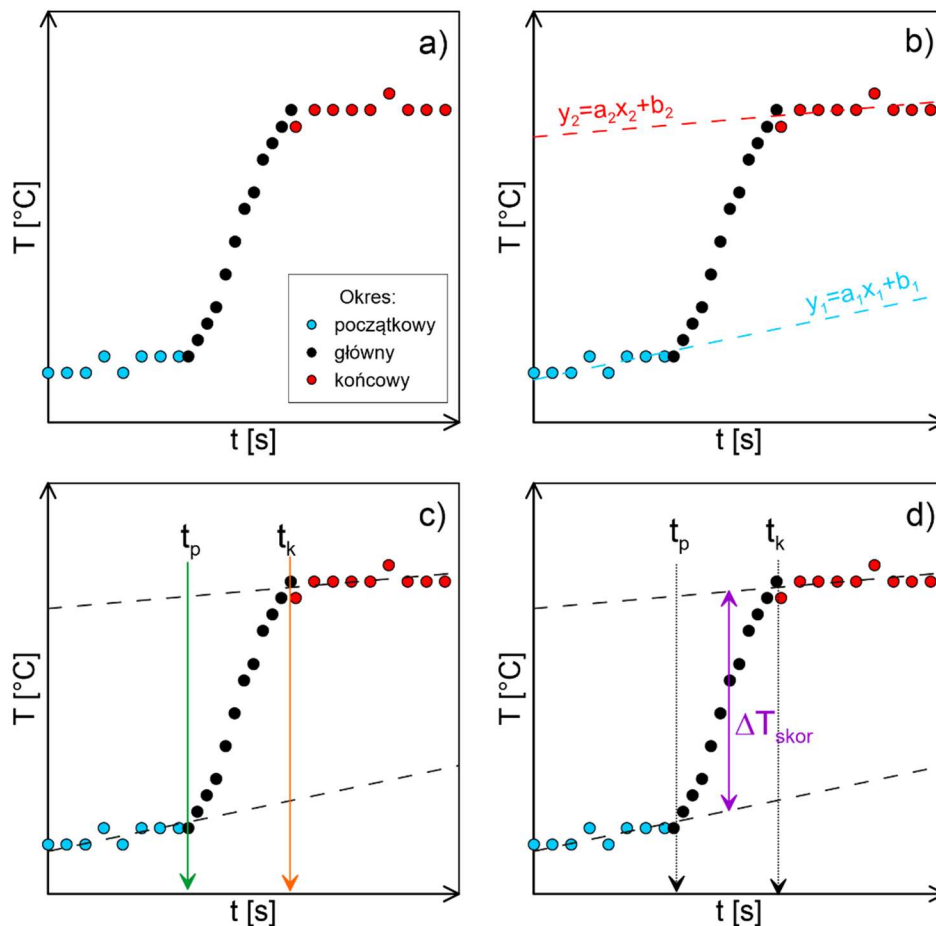 a)
T [°C]
Okres:
początkowy
główny
końcowy
t [s]
b)
y₂=a₂x₂+b₂
T [°C]
y₁=a₁x₁+b₁
t [s]
c)
tₚ
tₖ
T [°C]
t [s]
d)
tₚ
tₖ
T [°C]
ΔTskor
t [s]